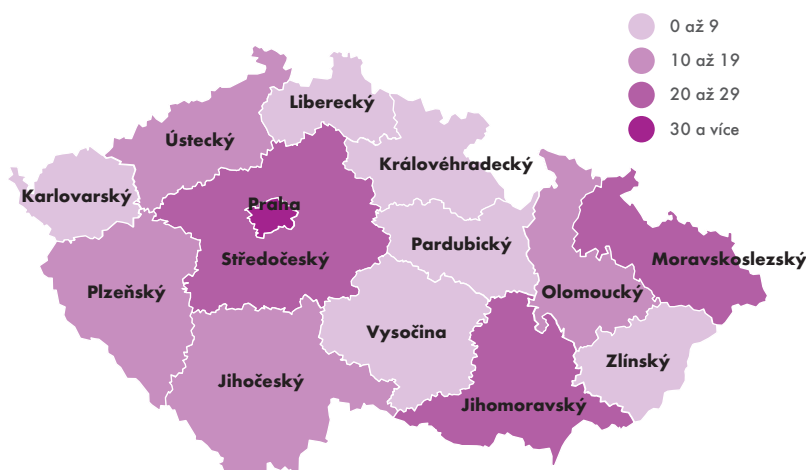 0 až 9
10 až 19
20 až 29
30 a více
Liberecký
Ústecký
Královéhradecký
Karlovarský
Praha
Pardubický
Středočeský
Moravskoslezský
Plzeňský
Olomoucký
Vysočina
Zlínský
Jihočeský
Jihomoravský